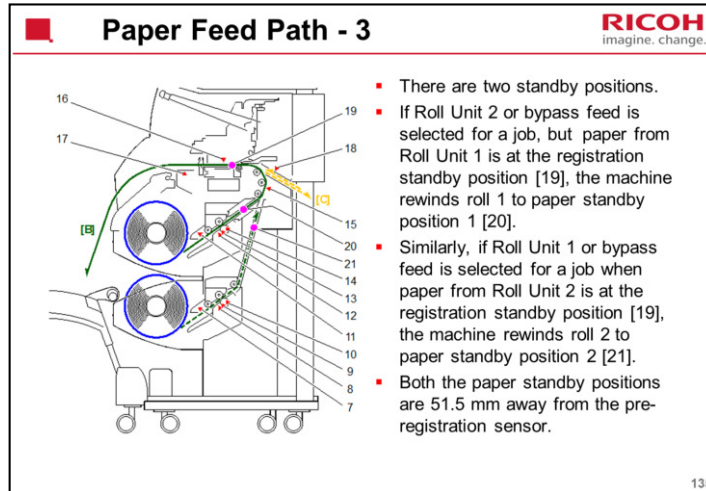 Paper Feed Path - 3
RICOH
imagine. change.
16
17
[B]
19
18
[C]
15
20
21
14
13
12
11
10
9
8
7
▪ There are two standby positions.
▪ If Roll Unit 2 or bypass feed is
selected for a job, but paper from
Roll Unit 1 is at the registration
standby position [19], the machine
rewinds roll 1 to paper standby
position 1 [20].
▪ Similarly, if Roll Unit 1 or bypass
feed is selected for a job when
paper from Roll Unit 2 is at the
registration standby position [19],
the machine rewinds roll 2 to
paper standby position 2 [21].
▪ Both the paper standby positions
are 51.5 mm away from the pre-
registration sensor.